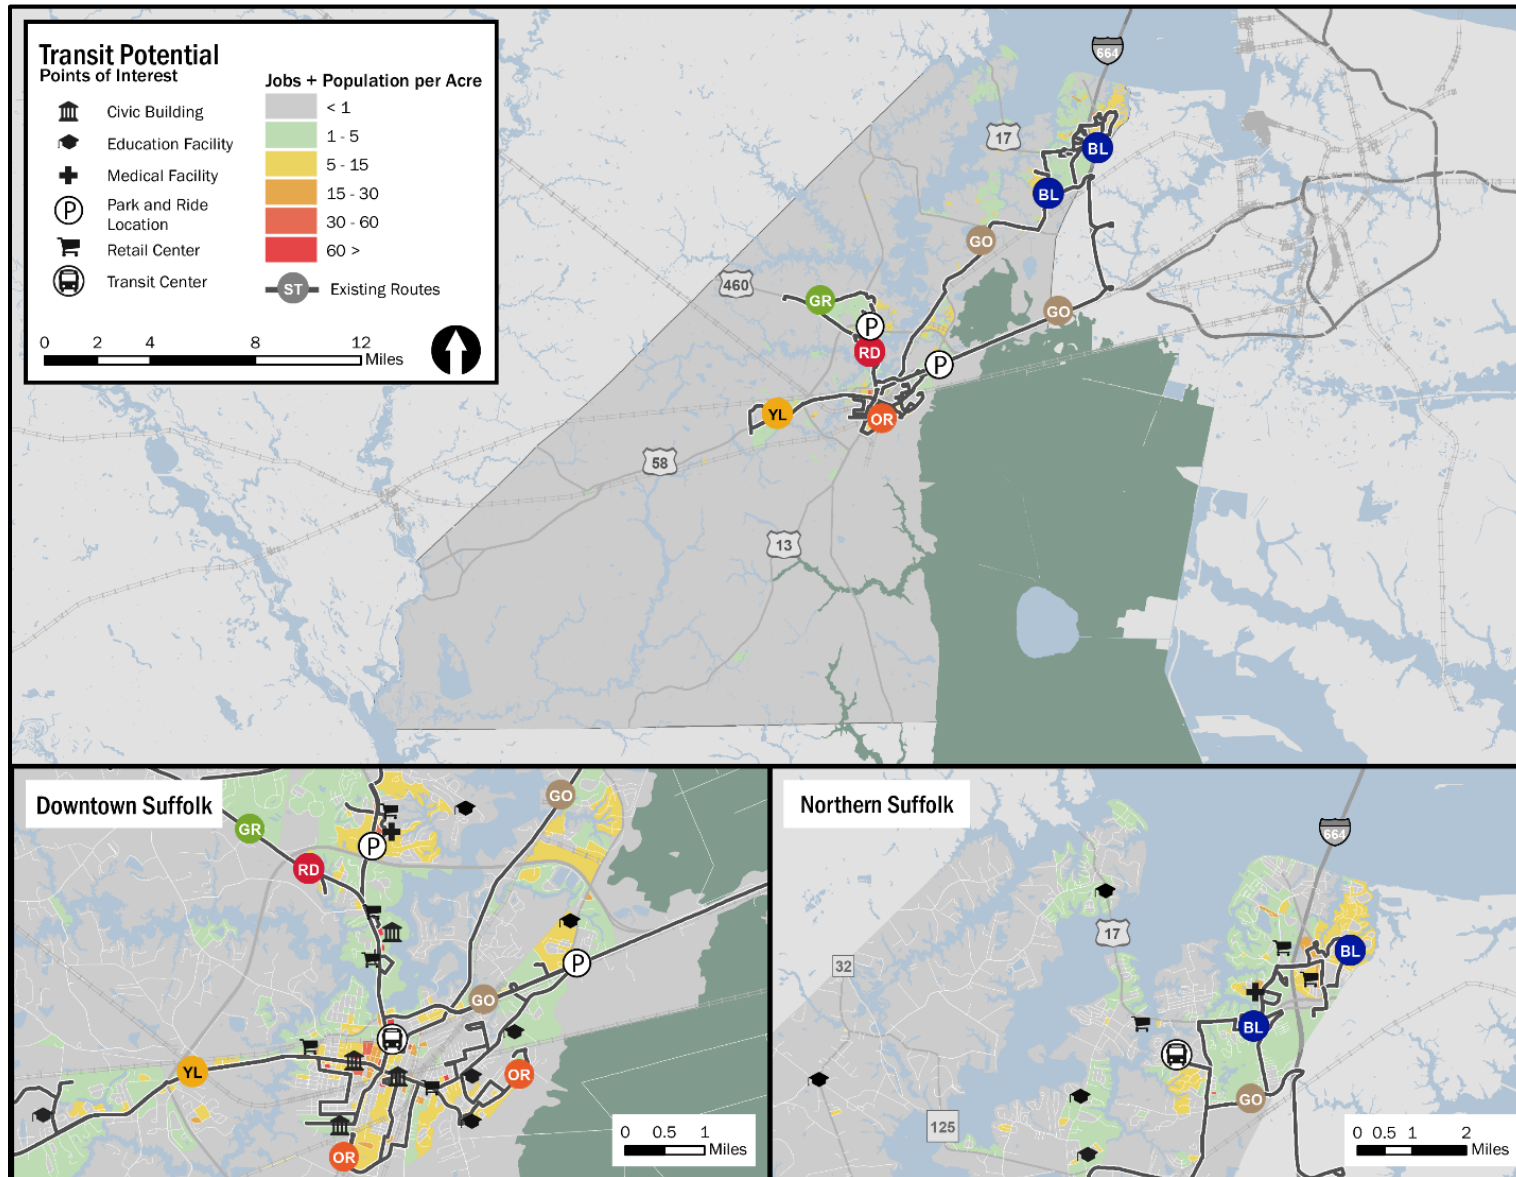 Transit Potential
Points of Interest
Civic Building
Education Facility
Medical Facility
P
Park and Ride
Location
Retail Center
Transit Center
Jobs + Population per Acre
< 1
1 - 5
5 - 15
15 - 30
30 - 60
60 >
ST
Existing Routes
0 2 4 8 12
Miles
664
17
BL
BL
GO
460
GR
P
GO
RD
P
YL
OR
58
13
Downtown Suffolk
GO
GR
P
RD
P
GO
YL
OR
OR
0 0.5 1
Miles
Northern Suffolk
664
17
32
BL
BL
GO
125
0 0.5 1 2
Miles